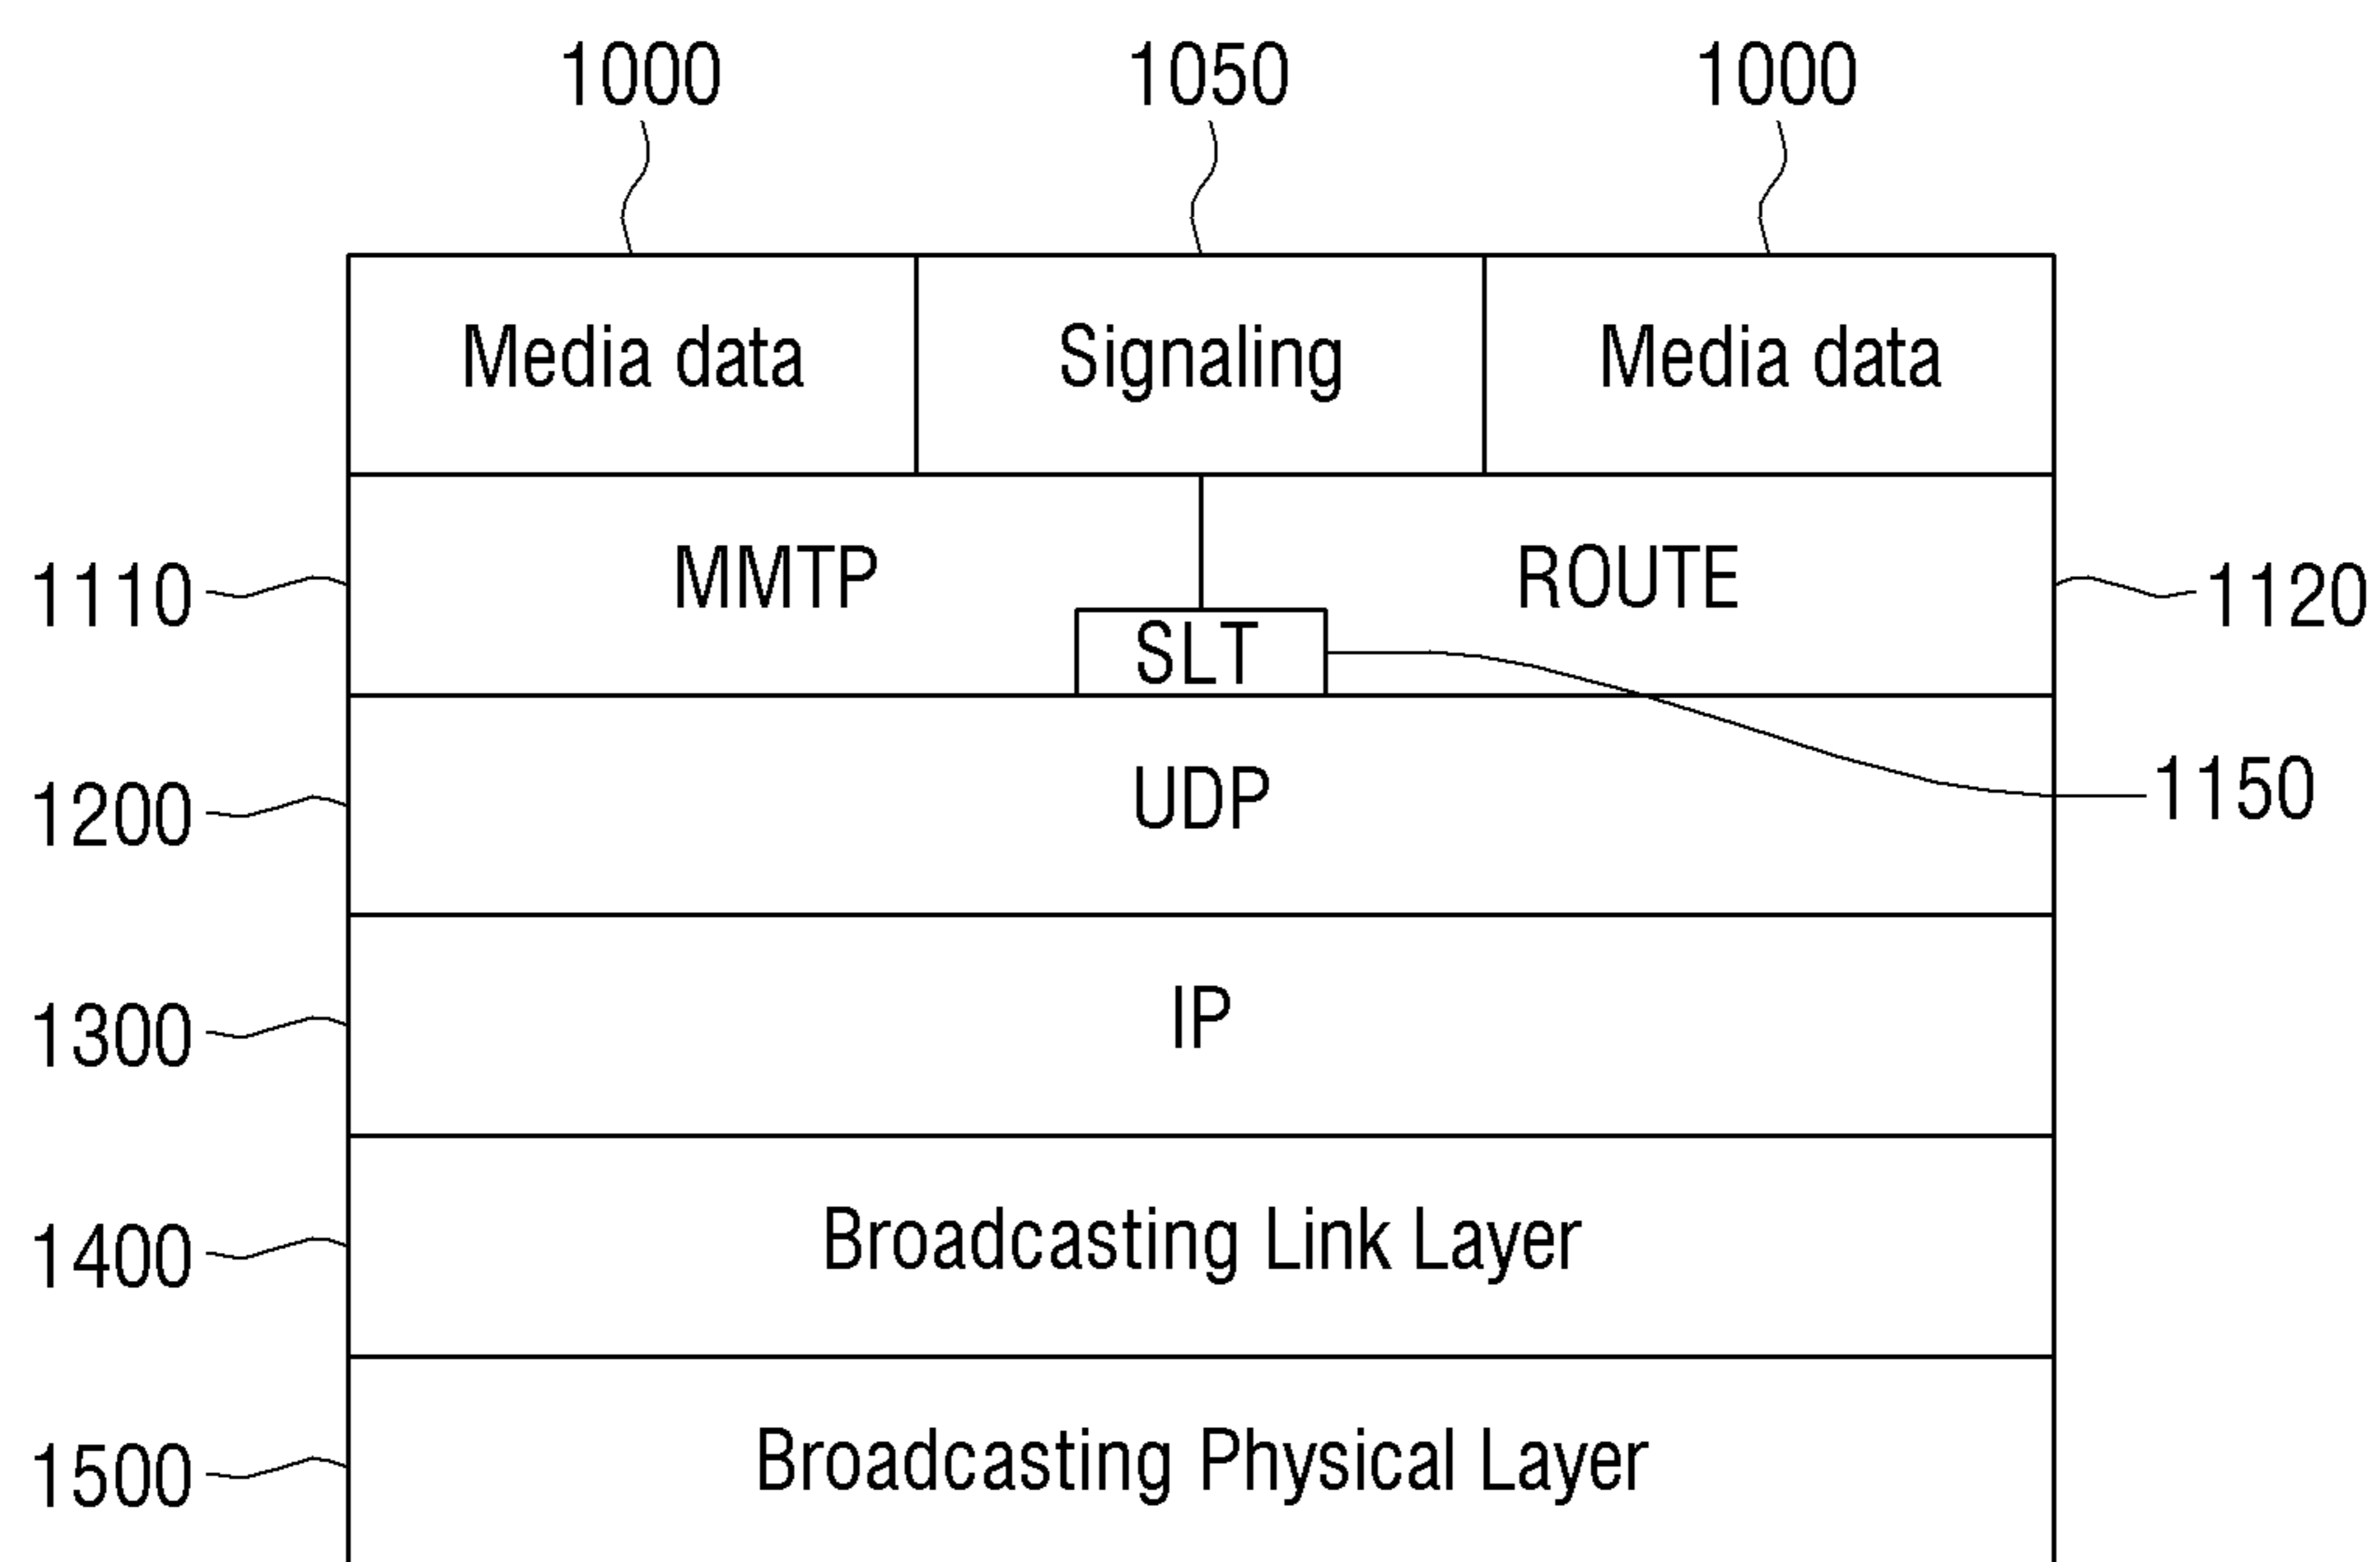 1000 1050 1000
Media data Signaling Media data
MMTP ROUTE
1110 1120
SLT
UDP
1200 1150
IP
1300
Broadcasting Link Layer
1400
Broadcasting Physical Layer
1500